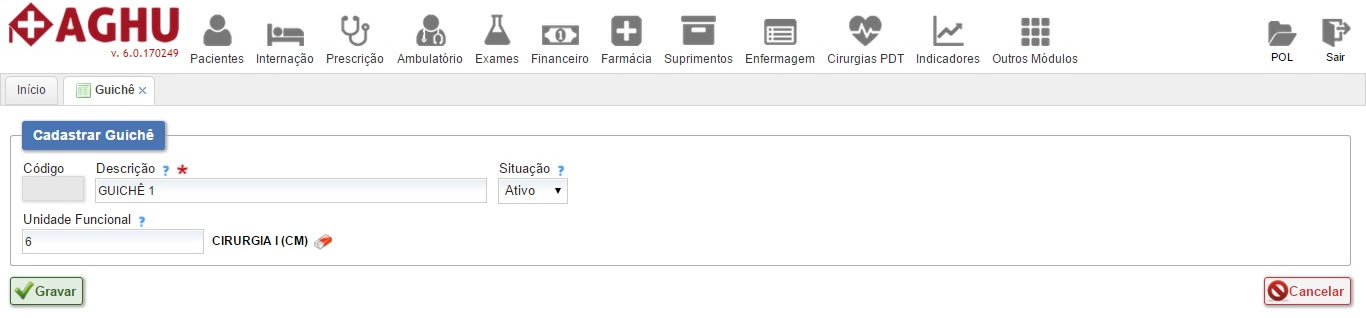 AGHU
v. 6.0.170249
Pacientes Internação Prescrição Ambulatório Exames Financeiro Farmácia Suprimentos Enfermagem Cirurgias PDT Indicadores Outros Módulos POL Sair
Início Guichê ×
Cadastrar Guichê
Código Descrição ? * Situação ?
GUICHÊ 1 Ativo
Unidade Funcional ?
6 CIRURGIA I (CM)
Gravar Cancelar